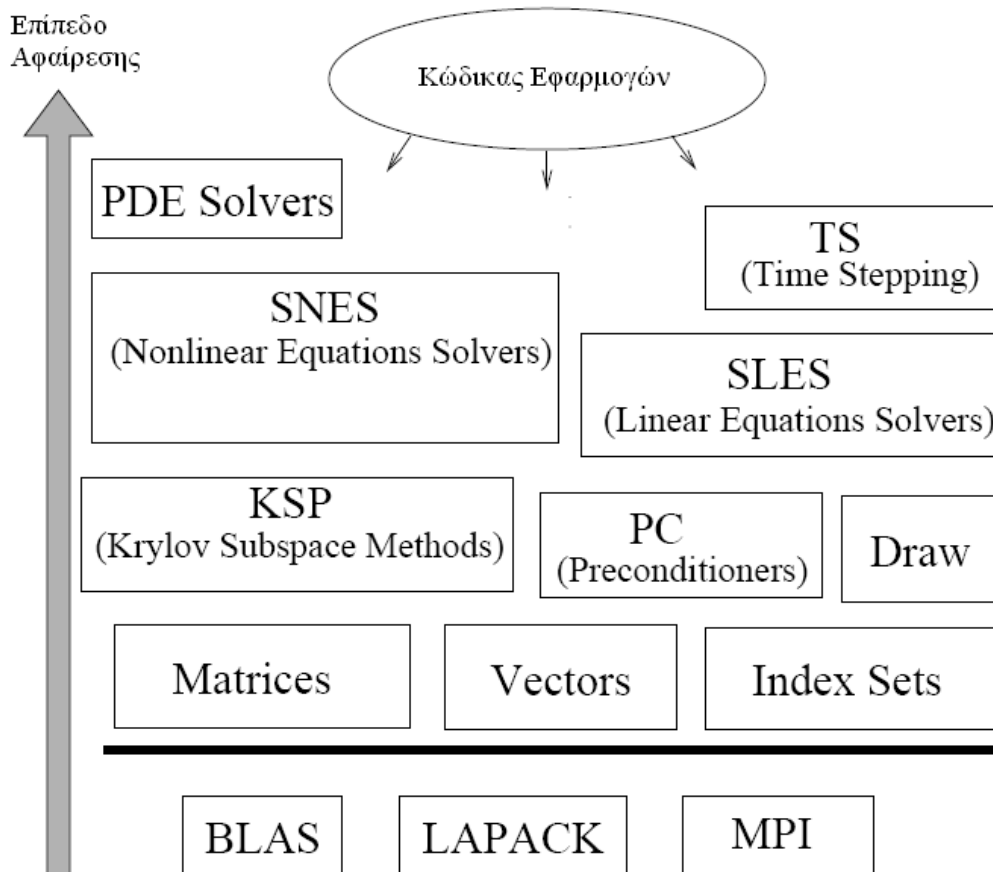 Επίπεδο
Αφαίρεσης
Κώδικας Εφαρμογών
PDE Solvers
TS
(Time Stepping)
SNES
(Nonlinear Equations Solvers)
SLES
(Linear Equations Solvers)
KSP
(Krylov Subspace Methods)
PC
(Preconditioners)
Draw
Matrices
Vectors
Index Sets
BLAS
LAPACK
MPI